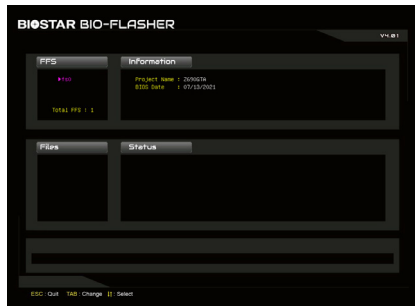 BIOSTAR BIO-FLASHER
V4.0:
FFS
Information
Project Name : Z690GTA
BIOS Date : 07/13/2021
Total FFS : 1
Files
Status
ESC : Quit TAB : Change : Select